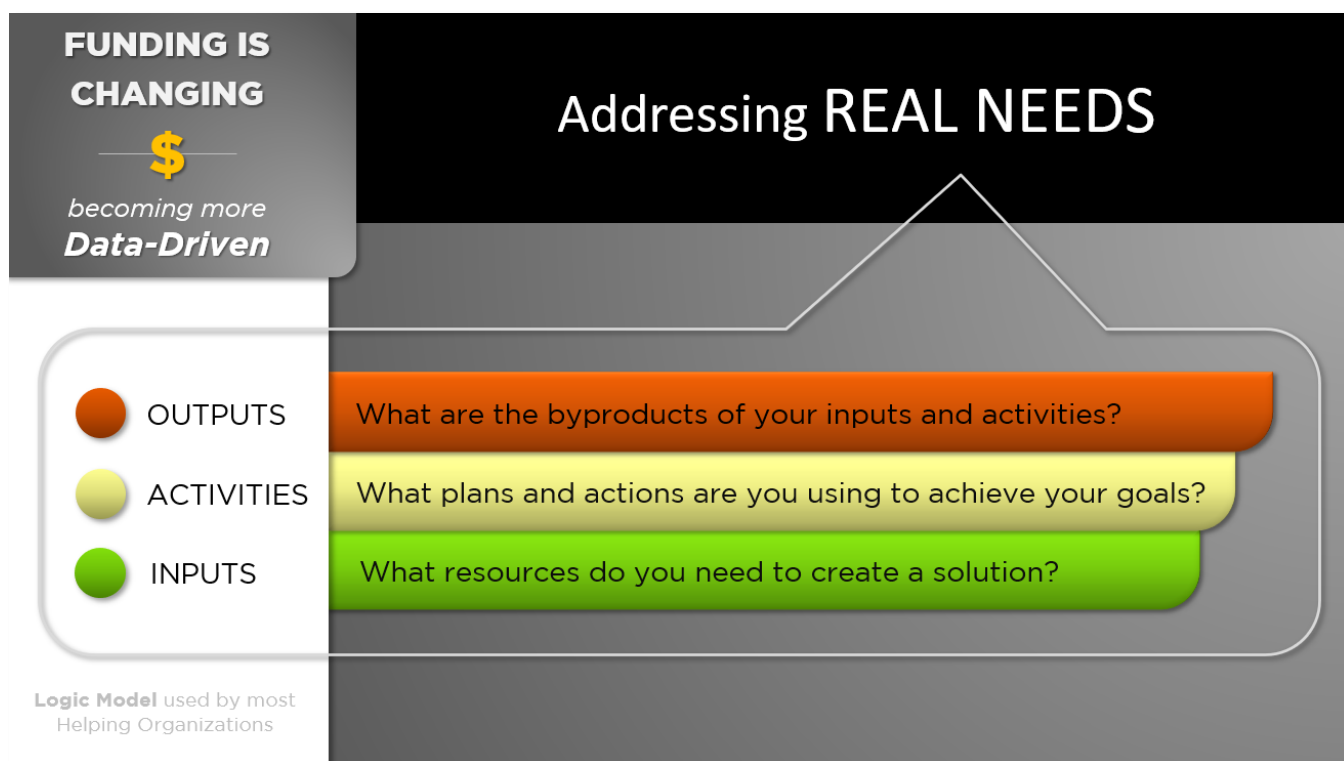 FUNDING IS
CHANGING
$
becoming more
Data-Driven
Addressing REAL NEEDS
OUTPUTS
What are the byproducts of your inputs and activities?
ACTIVITIES
What plans and actions are you using to achieve your goals?
INPUTS
What resources do you need to create a solution?
Logic Model used by most
Helping Organizations